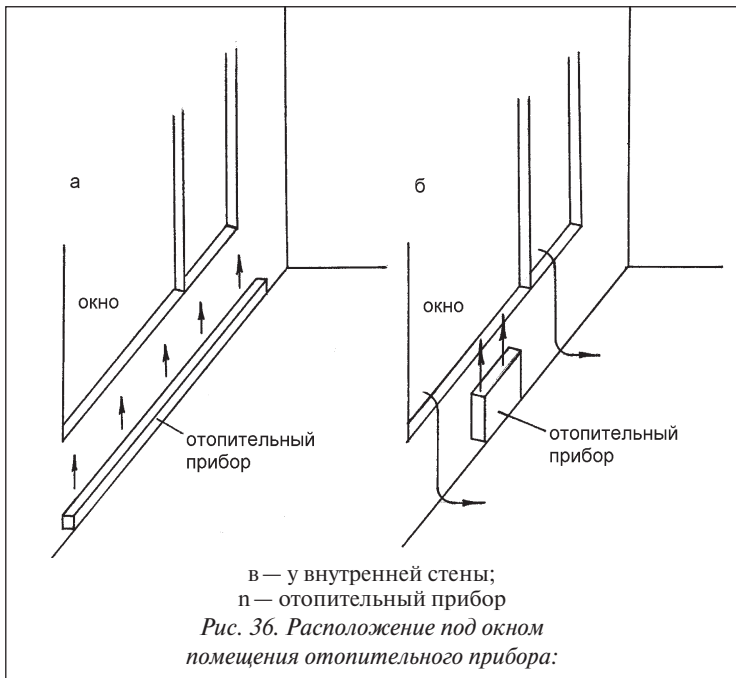 а
окно
отопительный
прибор
б
окно
отопительный
прибор
в — у внутренней стены;
n — отопительный прибор
Рис. 36. Расположение под окном
помещения отопительного прибора: